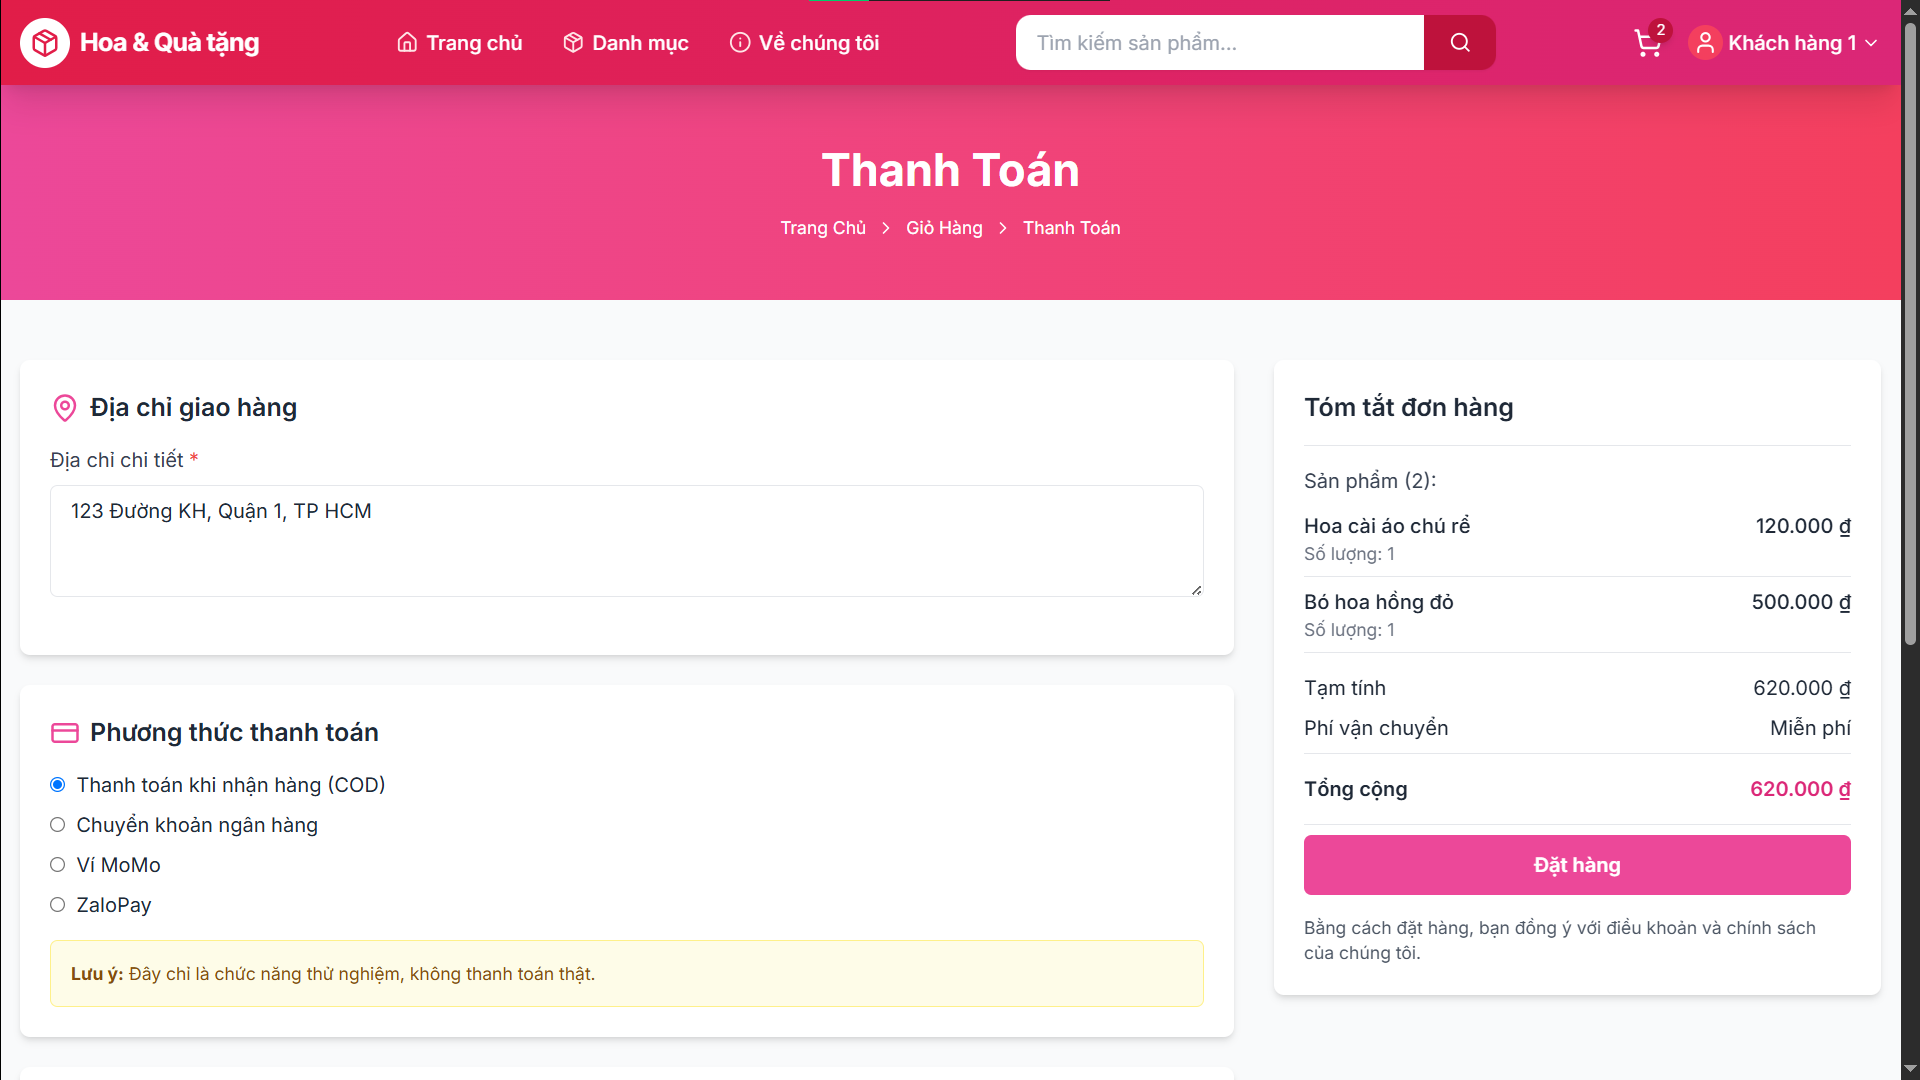 Hoa & Quà tặng
Trang chủ
Danh mục
Về chúng tôi
Tìm kiếm sản phẩm...
2
Khách hàng 1
Thanh Toán
Trang Chủ > Giỏ Hàng > Thanh Toán
Địa chỉ giao hàng
Địa chỉ chi tiết *
123 Đường KH, Quận 1, TP HCM
Phương thức thanh toán
Thanh toán khi nhận hàng (COD)
Chuyển khoản ngân hàng
Ví MoMo
ZaloPay
Lưu ý: Đây chỉ là chức năng thử nghiệm, không thanh toán thật.
Tóm tắt đơn hàng
Sản phẩm (2):
Hoa cài áo chú rể 120.000 ₫
Số lượng: 1
Bó hoa hồng đỏ 500.000 ₫
Số lượng: 1
Tạm tính 620.000 ₫
Phí vận chuyển Miễn phí
Tổng cộng 620.000 ₫
Đặt hàng
Bằng cách đặt hàng, bạn đồng ý với điều khoản và chính sách
của chúng tôi.